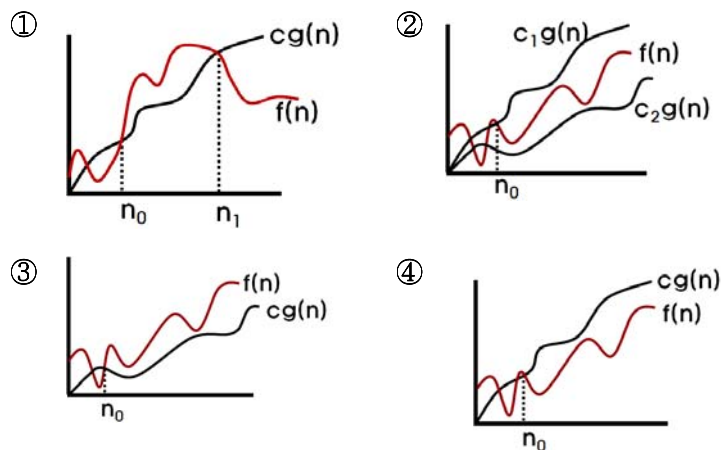 ①
cg(n)
f(n)
n₀ n₁
②
c₁g(n)
f(n)
c₂g(n)
n₀
③
f(n)
cg(n)
n₀
④
cg(n)
f(n)
n₀